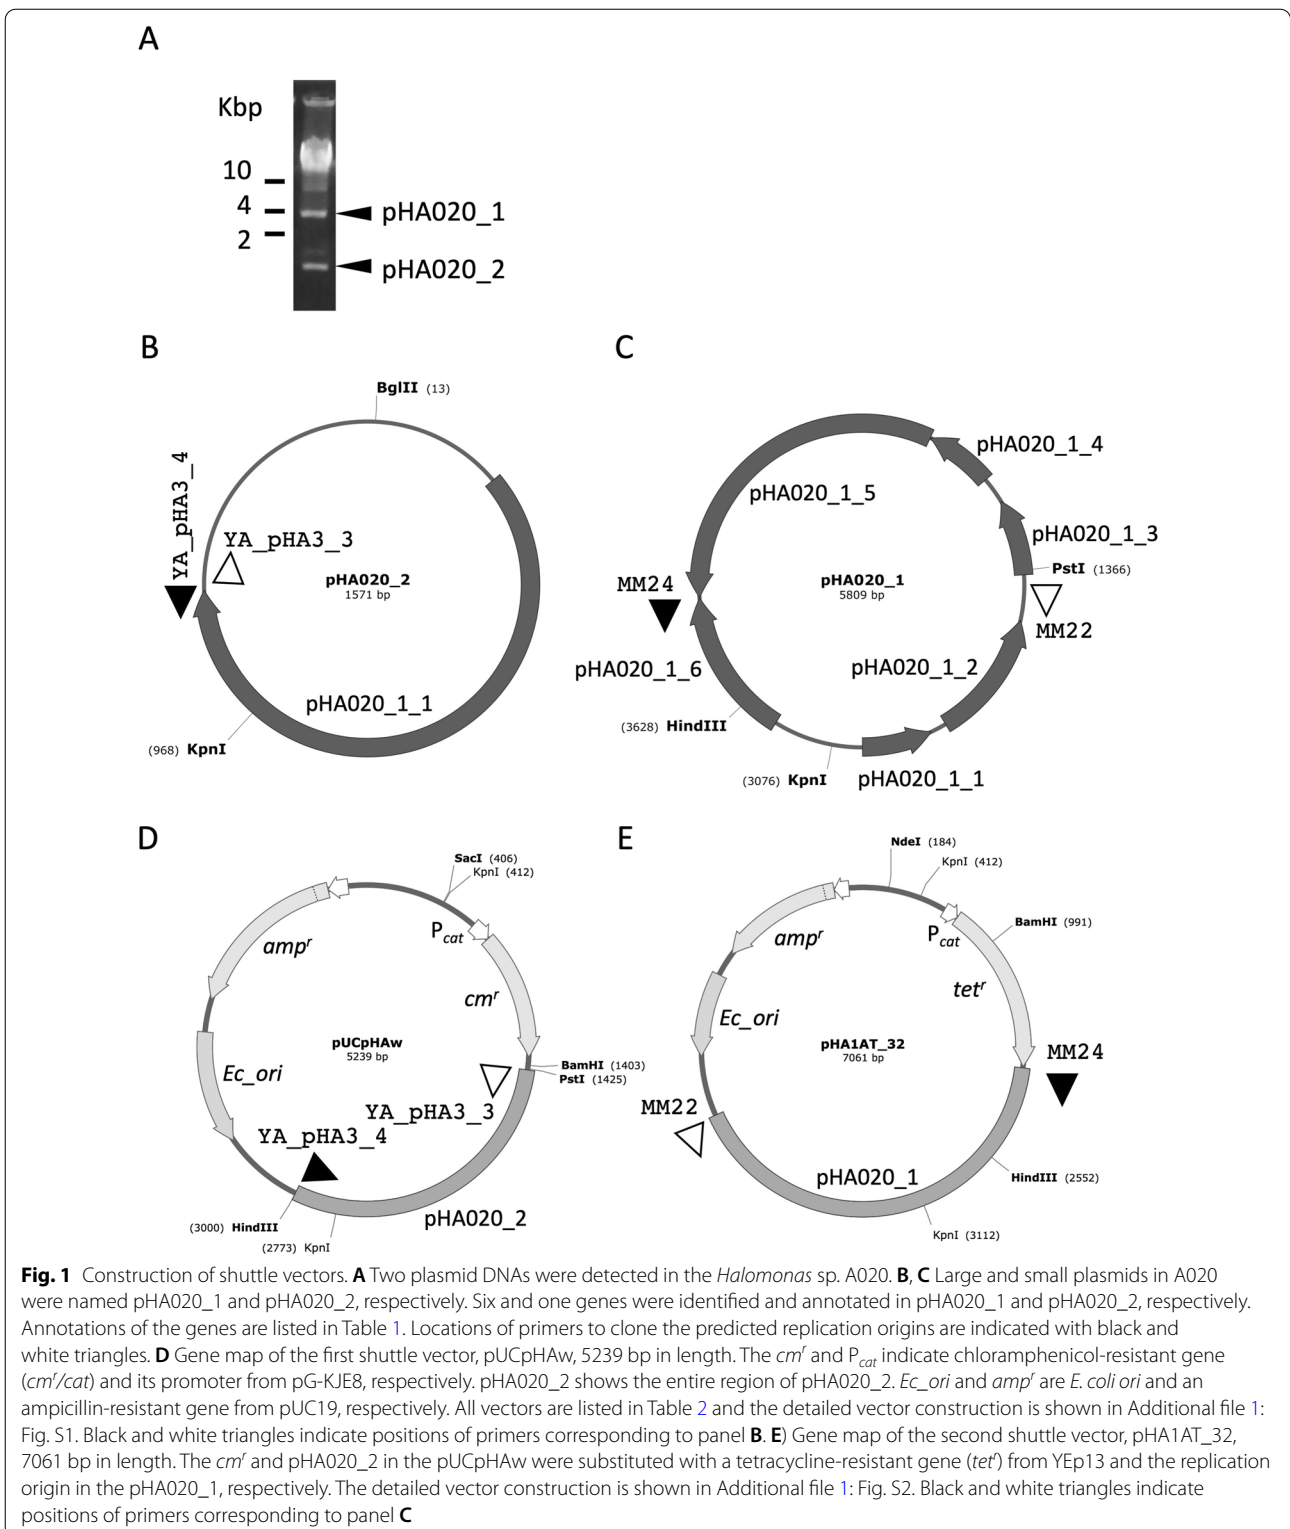 A
Kbp
10
4
2
pHA020_1
pHA020_2
B
BglII (13)
YA_pHA3_4
YA_pHA3_3
pHA020_2
1571 bp
pHA020_1_1
(968) KpnI
C
pHA020_1_4
pHA020_1_5
pHA020_1_3
PstI (1366)
MM24
pHA020_1
5809 bp
MM22
pHA020_1_6
pHA020_1_2
(3628) HindIII
(3076) KpnI
pHA020_1_1
D
SacI (406)
KpnI (412)
Pcat
ampr
cmr
pUCpHAw
5239 bp
BamHI (1403)
PstI (1425)
Ec_ori
YA_pHA3_3
YA_pHA3_4
(3000) HindIII
pHA020_2
(2773) KpnI
E
NdeI (184)
KpnI (412)
Pcat
BamHI (991)
ampr
tetr
Ec_ori
pHA1AT_32
7061 bp
MM24
MM22
pHA020_1
HindIII (2552)
KpnI (3112)
Fig. 1 Construction of shuttle vectors. A Two plasmid DNAs were detected in the Halomonas sp. A020. B, C Large and small plasmids in A020
were named pHA020_1 and pHA020_2, respectively. Six and one genes were identified and annotated in pHA020_1 and pHA020_2, respectively.
Annotations of the genes are listed in Table 1. Locations of primers to clone the predicted replication origins are indicated with black and
white triangles. D Gene map of the first shuttle vector, pUCpHAw, 5239 bp in length. The cmr and Pcat indicate chloramphenicol-resistant gene
(cmr/cat) and its promoter from pG-KJE8, respectively. pHA020_2 shows the entire region of pHA020_2. Ec_ori and ampr are E. coli ori and an
ampicillin-resistant gene from pUC19, respectively. All vectors are listed in Table 2 and the detailed vector construction is shown in Additional file 1:
Fig. S1. Black and white triangles indicate positions of primers corresponding to panel B. E) Gene map of the second shuttle vector, pHA1AT_32,
7061 bp in length. The cmr and pHA020_2 in the pUCpHAw were substituted with a tetracycline-resistant gene (tetr) from YEp13 and the replication
origin in the pHA020_1, respectively. The detailed vector construction is shown in Additional file 1: Fig. S2. Black and white triangles indicate
positions of primers corresponding to panel C